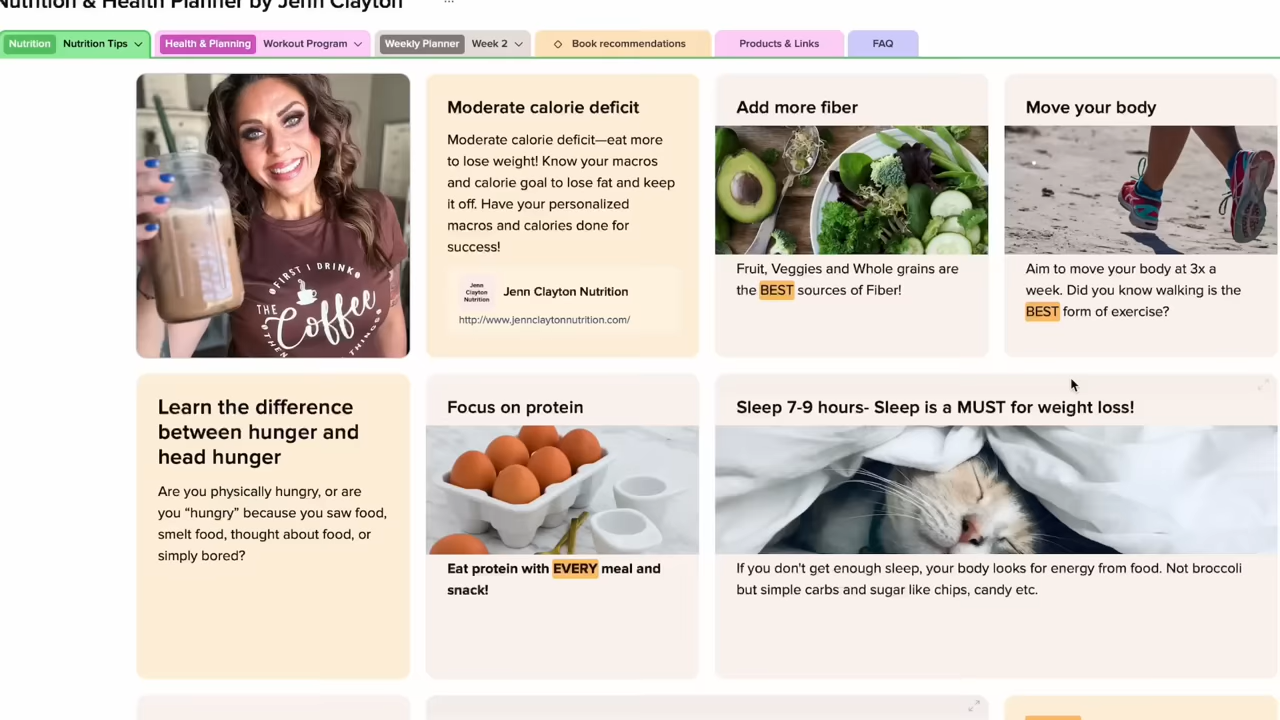 Nutrition & Health Planner by Jenn Clayton
Nutrition Nutrition Tips
Health & Planning Workout Program
Weekly Planner Week 2
Book recommendations
Products & Links
FAQ
FIRST I DRINK
THE Coffee
THEN
THINGS
Moderate calorie deficit
Moderate calorie deficit—eat more
to lose weight! Know your macros
and calorie goal to lose fat and keep
it off. Have your personalized
macros and calories done for
success!
Jenn
Clayton
Nutrition
Jenn Clayton Nutrition
http://www.jennclaytonnutrition.com/
Add more fiber
Fruit, Veggies and Whole grains are
the BEST sources of Fiber!
Move your body
Aim to move your body at 3x a
week. Did you know walking is the
BEST form of exercise?
Learn the difference
between hunger and
head hunger
Are you physically hungry, or are
you “hungry” because you saw food,
smelt food, thought about food, or
simply bored?
Focus on protein
Eat protein with EVERY meal and
snack!
Sleep 7-9 hours- Sleep is a MUST for weight loss!
If you don't get enough sleep, your body looks for energy from food. Not broccoli
but simple carbs and sugar like chips, candy etc.